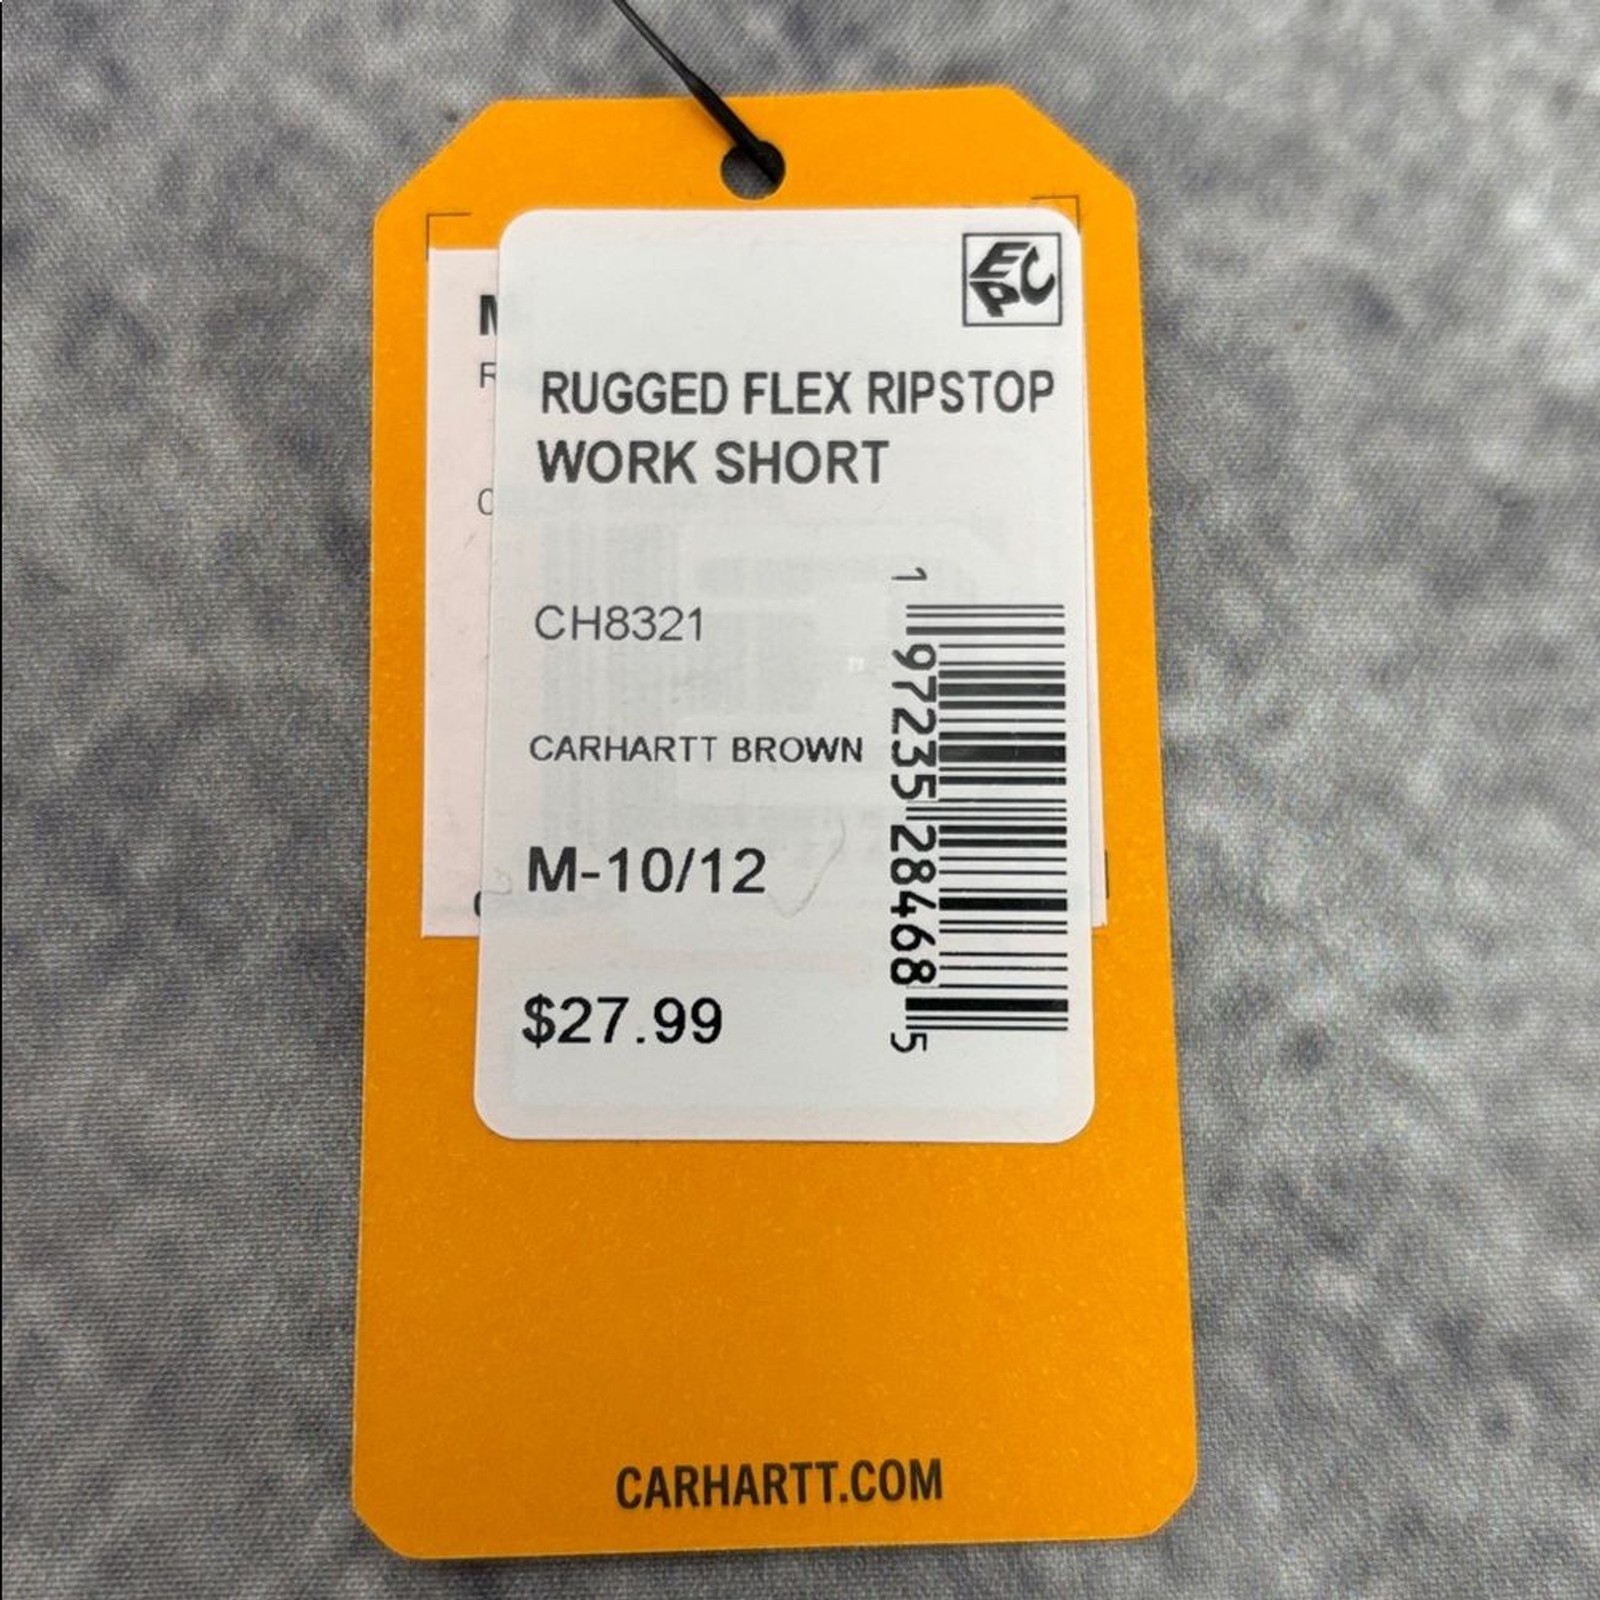 EPC
RUGGED FLEX RIPSTOP
WORK SHORT
CH8321
CARHARTT BROWN
M-10/12
$27.99
1 97235 28468 5
CARHARTT.COM